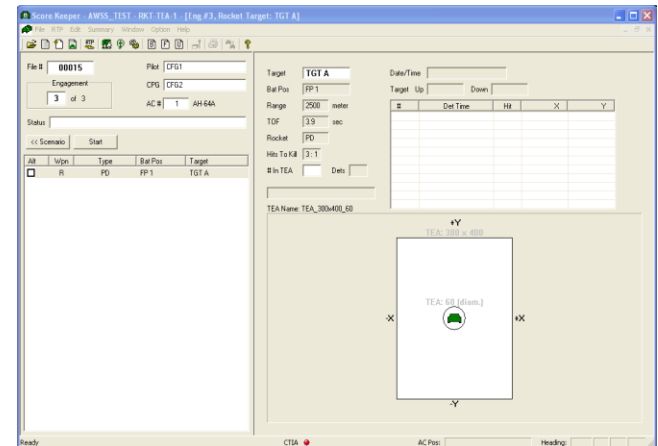 Score Keeper - AWSS_TEST - RKT-TEA-1 - [Eng.#3, Rocket Target: TGT A]
File RTP Edit Summary Window Option Help
File # 00015 Pilot CFG1
Engagement CPG CFG2
3 of 3 AC # 1 AH-64A
Status
<< Scenario Start
Alt Wpn Type Bat Pos Target
R PD FP 1 TGT A
Target TGT A Date/Time
Bat Pos FP 1 Target Up Down
Range 2500 meter
TOF 3.9 sec
Rocket PD
Hits To Kill 3 : 1
# In TEA Dets
# Det Time Hit X Y
TEA Name: TEA_300x400_60
+Y
TEA: 300 x 400
TEA: 60 (diam.)
-X +X
-Y
Ready CTIA AC Pos: Heading: